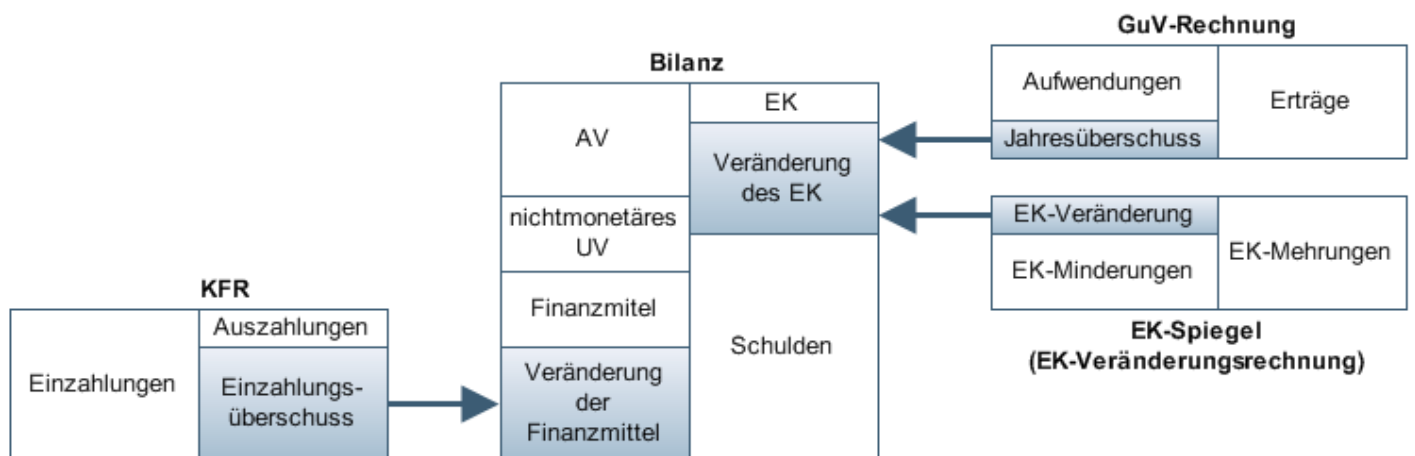 GuV-Rechnung
Aufwendungen
Erträge
Jahresüberschuss
Bilanz
EK
AV
Veränderung
des EK
nichtmonetäres
UV
Finanzmitel
Schulden
Veränderung
der
Finanzmittel
EK-Veränderung
EK-Mehrungen
EK-Minderungen
EK-Spiegel
(EK-Veränderungsrechnung)
KFR
Auszahlungen
Einzahlungen
Einzahlungs-
überschuss